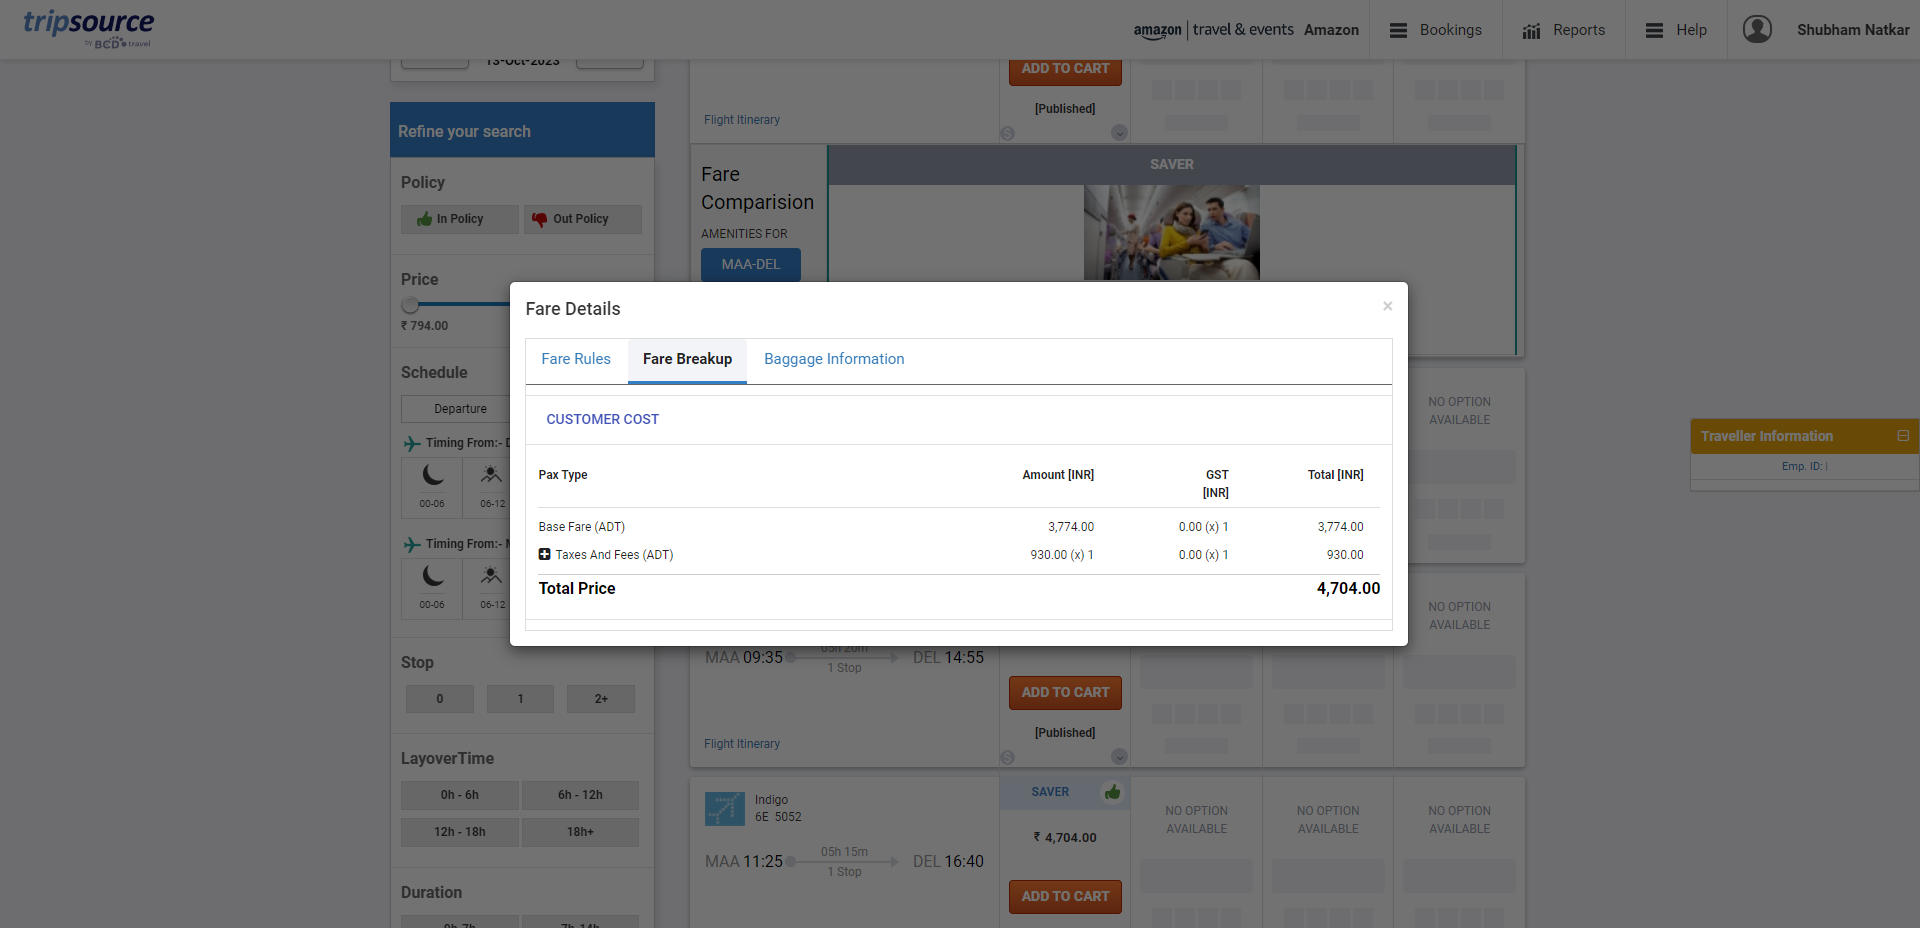 tripsource
by BCD travel
amazon | travel & events Amazon
Bookings
Reports
Help
Shubham Natkar
13-Oct-2023
Refine your search
Policy
In Policy
Out Policy
Price
₹ 794.00
Schedule
Departure
Timing From:-
00-06
06-12
Timing From:-
00-06
06-12
Stop
0
1
2+
LayoverTime
0h - 6h
6h - 12h
12h - 18h
18h+
Duration
0h-7h
7h-14h
ADD TO CART
[Published]
Flight Itinerary
Fare
Comparision
AMENITIES FOR
MAA-DEL
SAVER
Fare Details
×
Fare Rules
Fare Breakup
Baggage Information
CUSTOMER COST
Pax Type
Amount [INR]
GST
[INR]
Total [INR]
Base Fare (ADT)
3,774.00
0.00 (x) 1
3,774.00
Taxes And Fees (ADT)
930.00 (x) 1
0.00 (x) 1
930.00
Total Price
4,704.00
NO OPTION
AVAILABLE
Traveller Information
Emp. ID: |
NO OPTION
AVAILABLE
MAA 09:35
05h 20m
1 Stop
DEL 14:55
ADD TO CART
[Published]
Flight Itinerary
Indigo
6E 5052
SAVER
₹ 4,704.00
MAA 11:25
05h 15m
1 Stop
DEL 16:40
ADD TO CART
NO OPTION
AVAILABLE
NO OPTION
AVAILABLE
NO OPTION
AVAILABLE